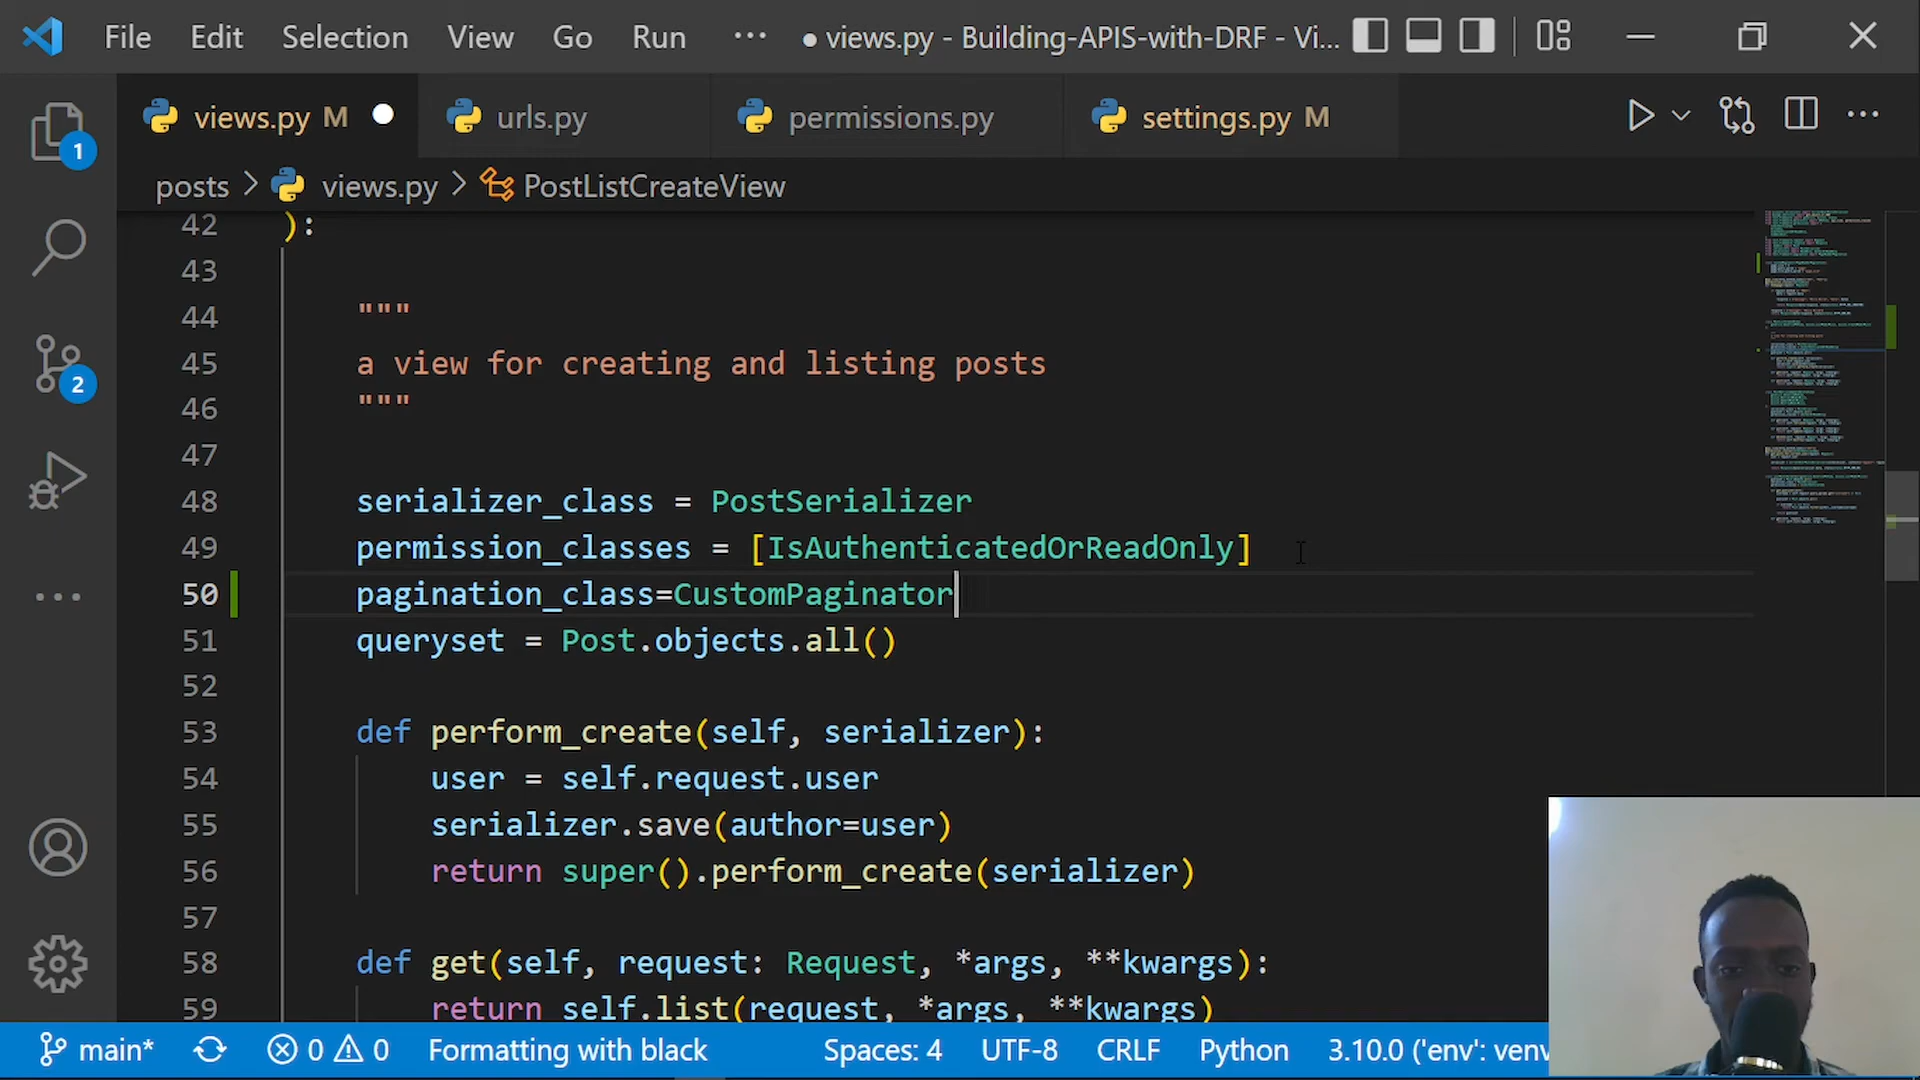 File Edit Selection View Go Run ··· ● views.py - Building-APIS-with-DRF - Vi...
views.py M ● urls.py permissions.py settings.py M
posts > views.py > PostListCreateView
42 ):
43
44 """
45 a view for creating and listing posts
46 """
47
48 serializer_class = PostSerializer
49 permission_classes = [IsAuthenticatedOrReadOnly]
50 pagination_class=CustomPaginator
51 queryset = Post.objects.all()
52
53 def perform_create(self, serializer):
54 user = self.request.user
55 serializer.save(author=user)
56 return super().perform_create(serializer)
57
58 def get(self, request: Request, *args, **kwargs):
59 return self.list(request, *args, **kwargs)
1
2
main* 0 0 Formatting with black Spaces: 4 UTF-8 CRLF Python 3.10.0 ('env': venv